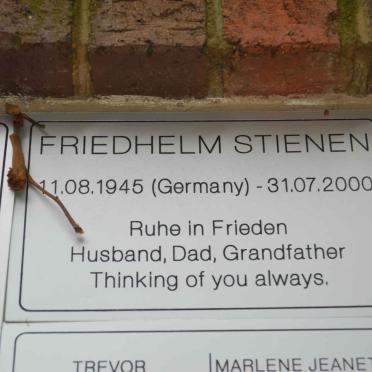 FRIEDHELM STIENEN
11.08.1945 (Germany) - 31.07.2000
Ruhe in Frieden
Husband, Dad, Grandfather
Thinking of you always.
TREVOR MARLENE